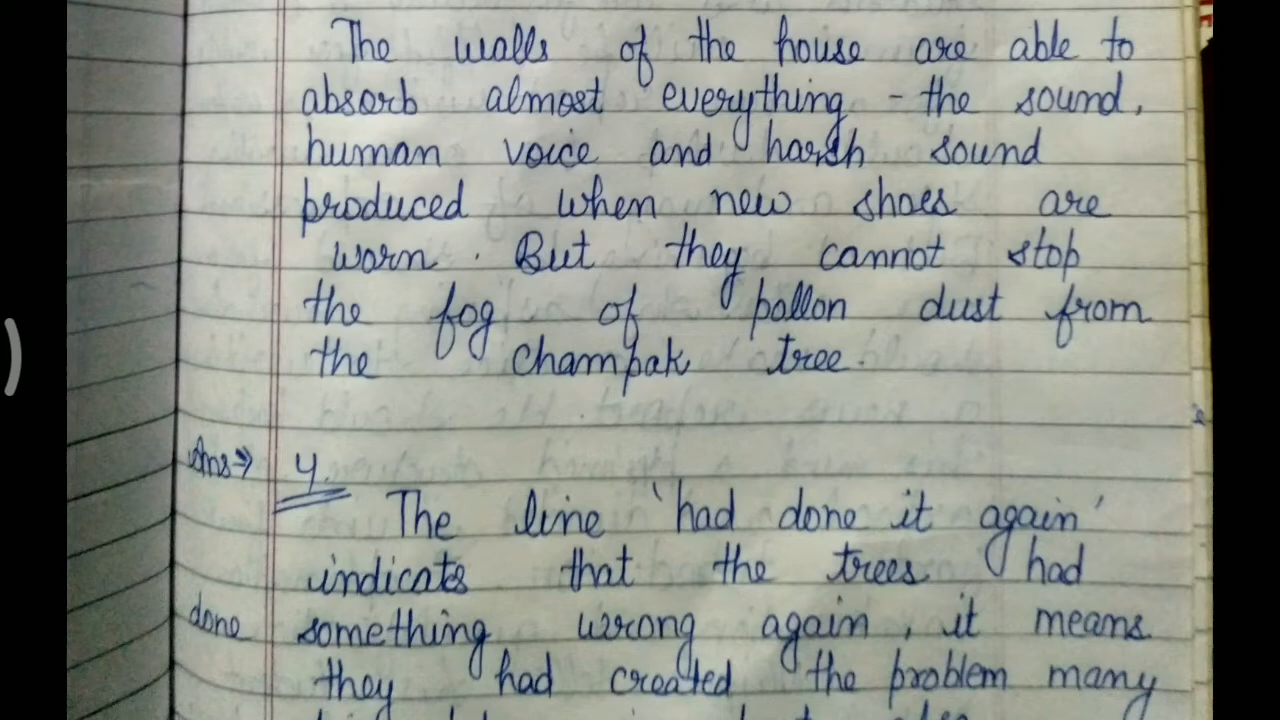 The walls of the house are able to
absorb almost everything - the sound,
human voice and harsh sound
produced when new shoes are
worn. But they cannot stop
the fog of pollon dust from
the champak tree.
Ans⇒ 4.
The line 'had done it again'
indicates that the trees had
done something wrong again, it means
they had created the problem many